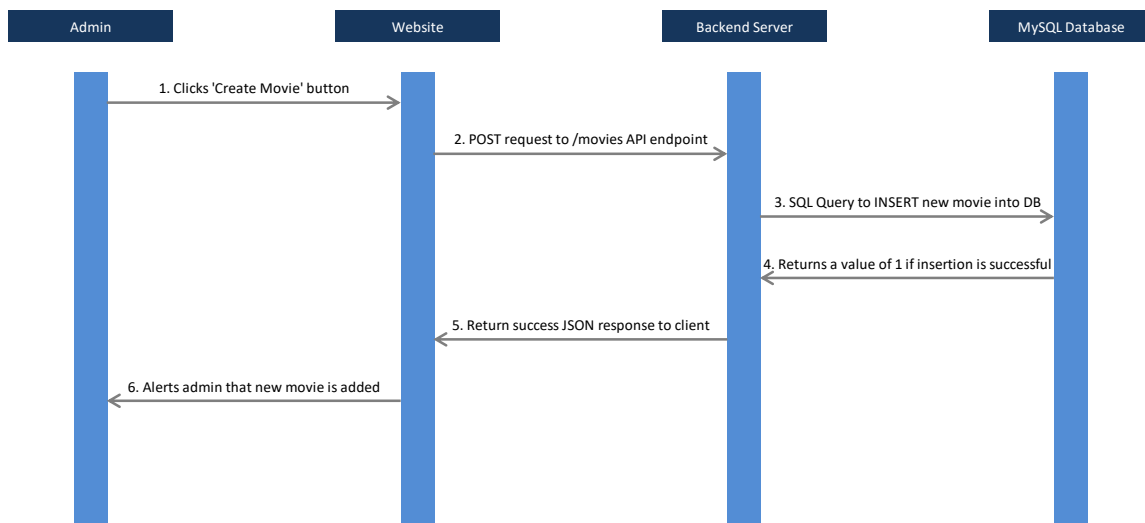 Admin
Website
Backend Server
MySQL Database
1. Clicks 'Create Movie' button
2. POST request to /movies API endpoint
3. SQL Query to INSERT new movie into DB
4. Returns a value of 1 if insertion is successful
5. Return success JSON response to client
6. Alerts admin that new movie is added